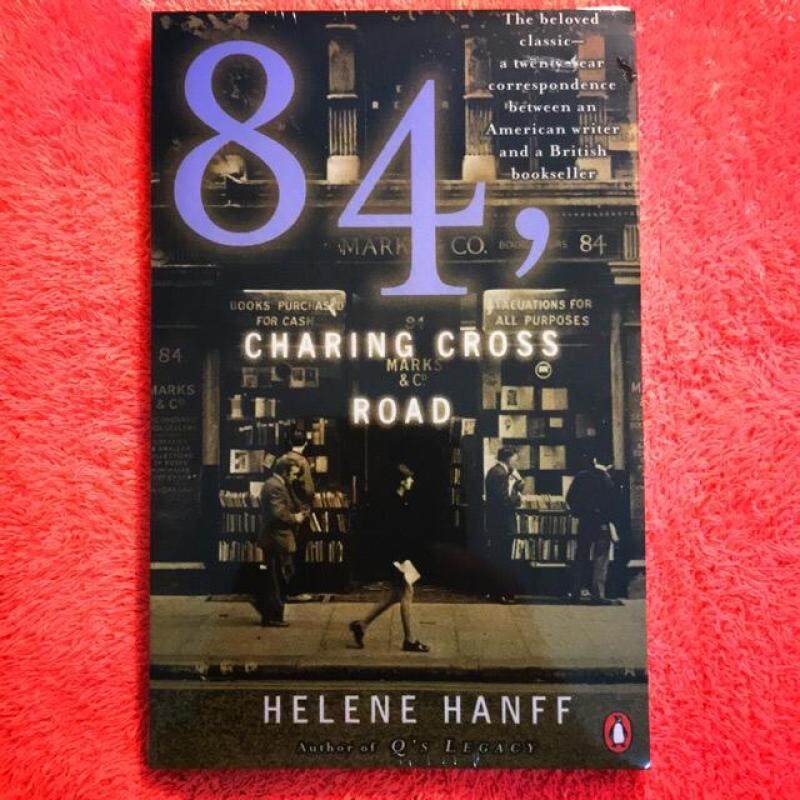 The beloved
classic—
a twenty-year
correspondence
between an
American writer
and a British
bookseller
84,
MARKS & CO. BOOKSELLERS 84
BOOKS PURCHASED
FOR CASH
84
VALUATIONS FOR
ALL PURPOSES
CHARING CROSS
MARKS
& Co
ROAD
84
MARKS
& Co
HELENE HANFF
Author of Q'S LEGACY